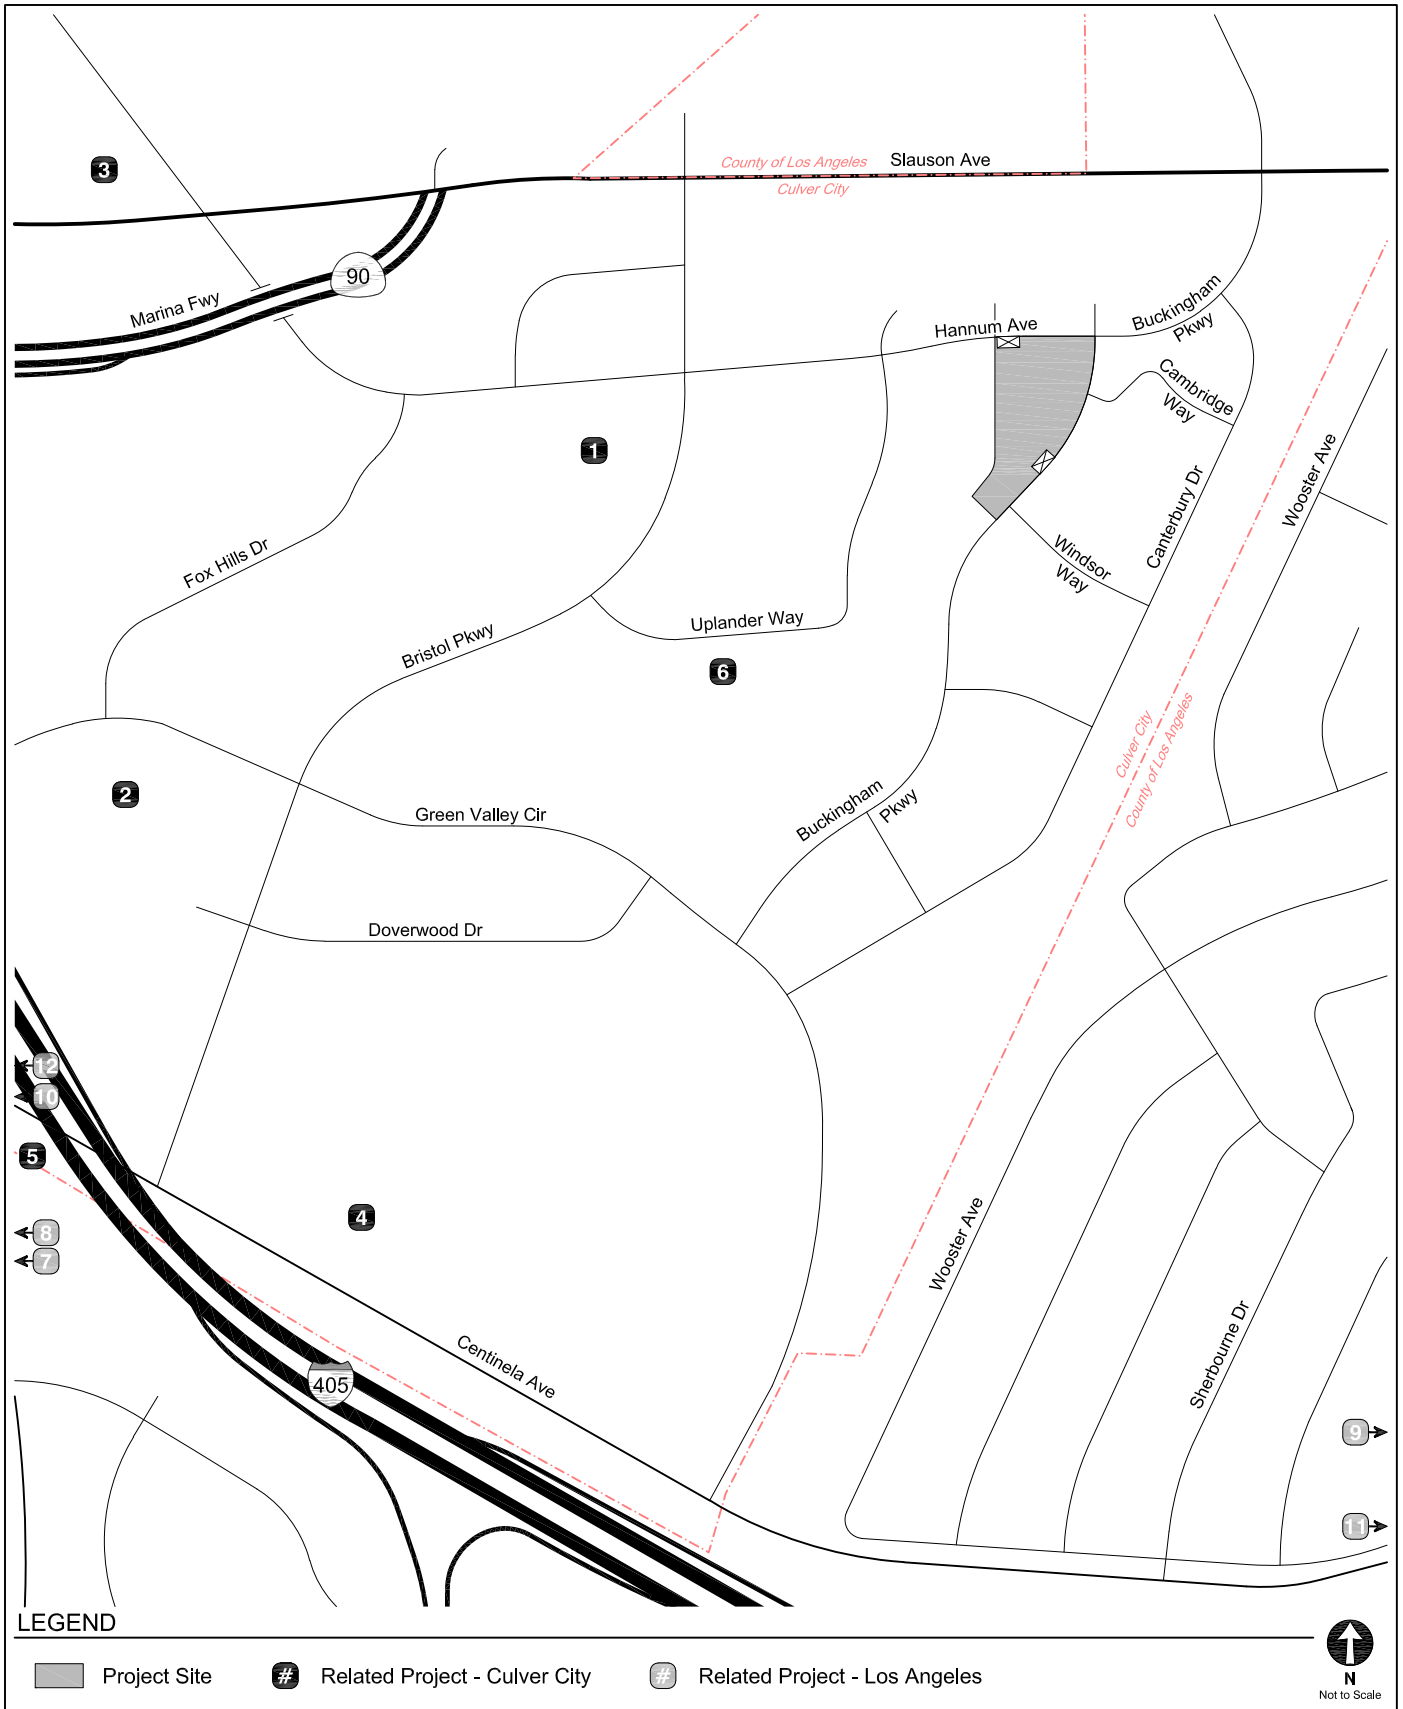 3
County of Los Angeles
Slauson Ave
Culver City
90
Marina Fwy
Hannum Ave
Buckingham
Pkwy
Cambridge
Way
1
Wooster Ave
Canterbury Dr
Fox Hills Dr
Windsor
Way
Bristol Pkwy
Uplander Way
6
Culver City
County of Los Angeles
2
Green Valley Cir
Buckingham
Pkwy
Doverwood Dr
12
10
5
4
8
7
Wooster Ave
Sherbourne Dr
Centinela Ave
405
9
11
LEGEND
Project Site
# Related Project - Culver City
# Related Project - Los Angeles
N
Not to Scale